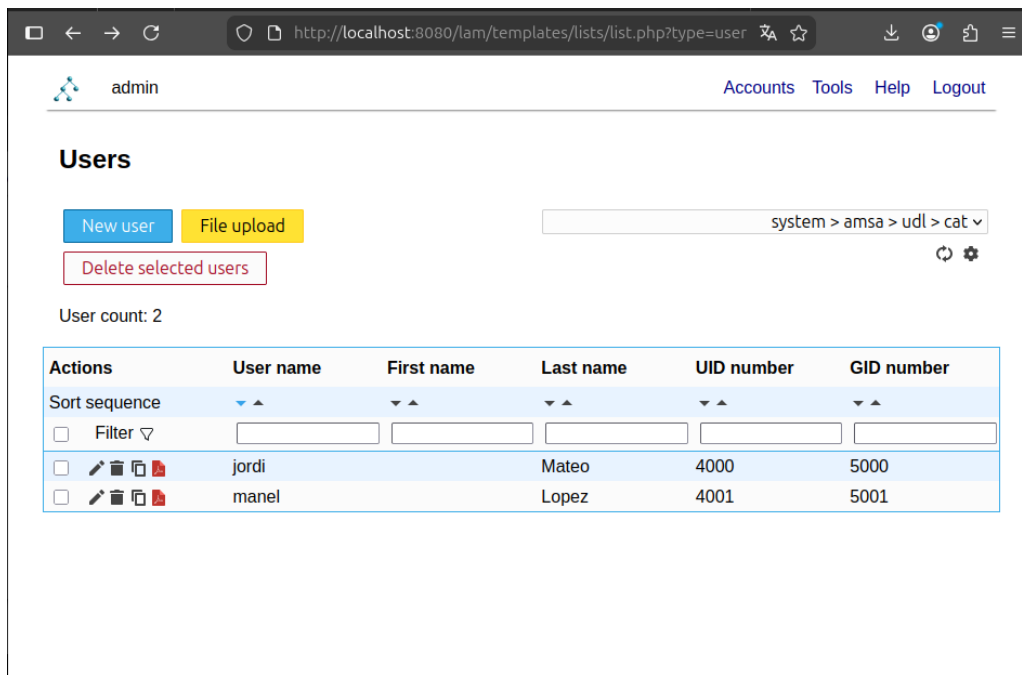 http://localhost:8080/lam/templates/lists/list.php?type=user
admin Accounts Tools Help Logout
Users
New user File upload system > amsa > udl > cat
Delete selected users
User count: 2
Actions User name First name Last name UID number GID number
Sort sequence
Filter
jordi Mateo 4000 5000
manel Lopez 4001 5001